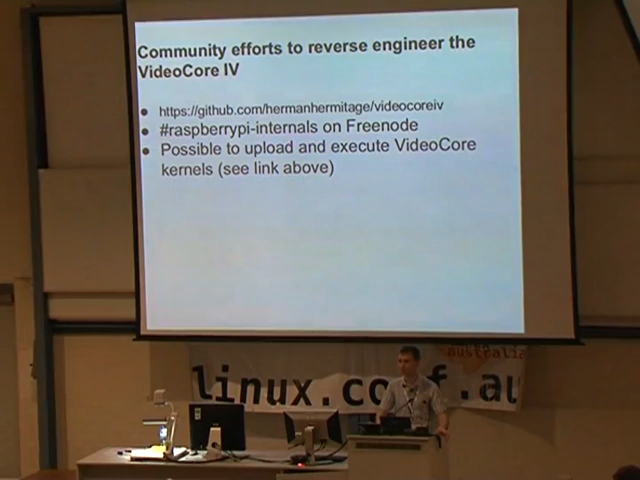 Community efforts to reverse engineer the
VideoCore IV
● https://github.com/hermanhermitage/videocoreiv
● #raspberrypi-internals on Freenode
● Possible to upload and execute VideoCore
kernels (see link above)
australia
linux.conf.au